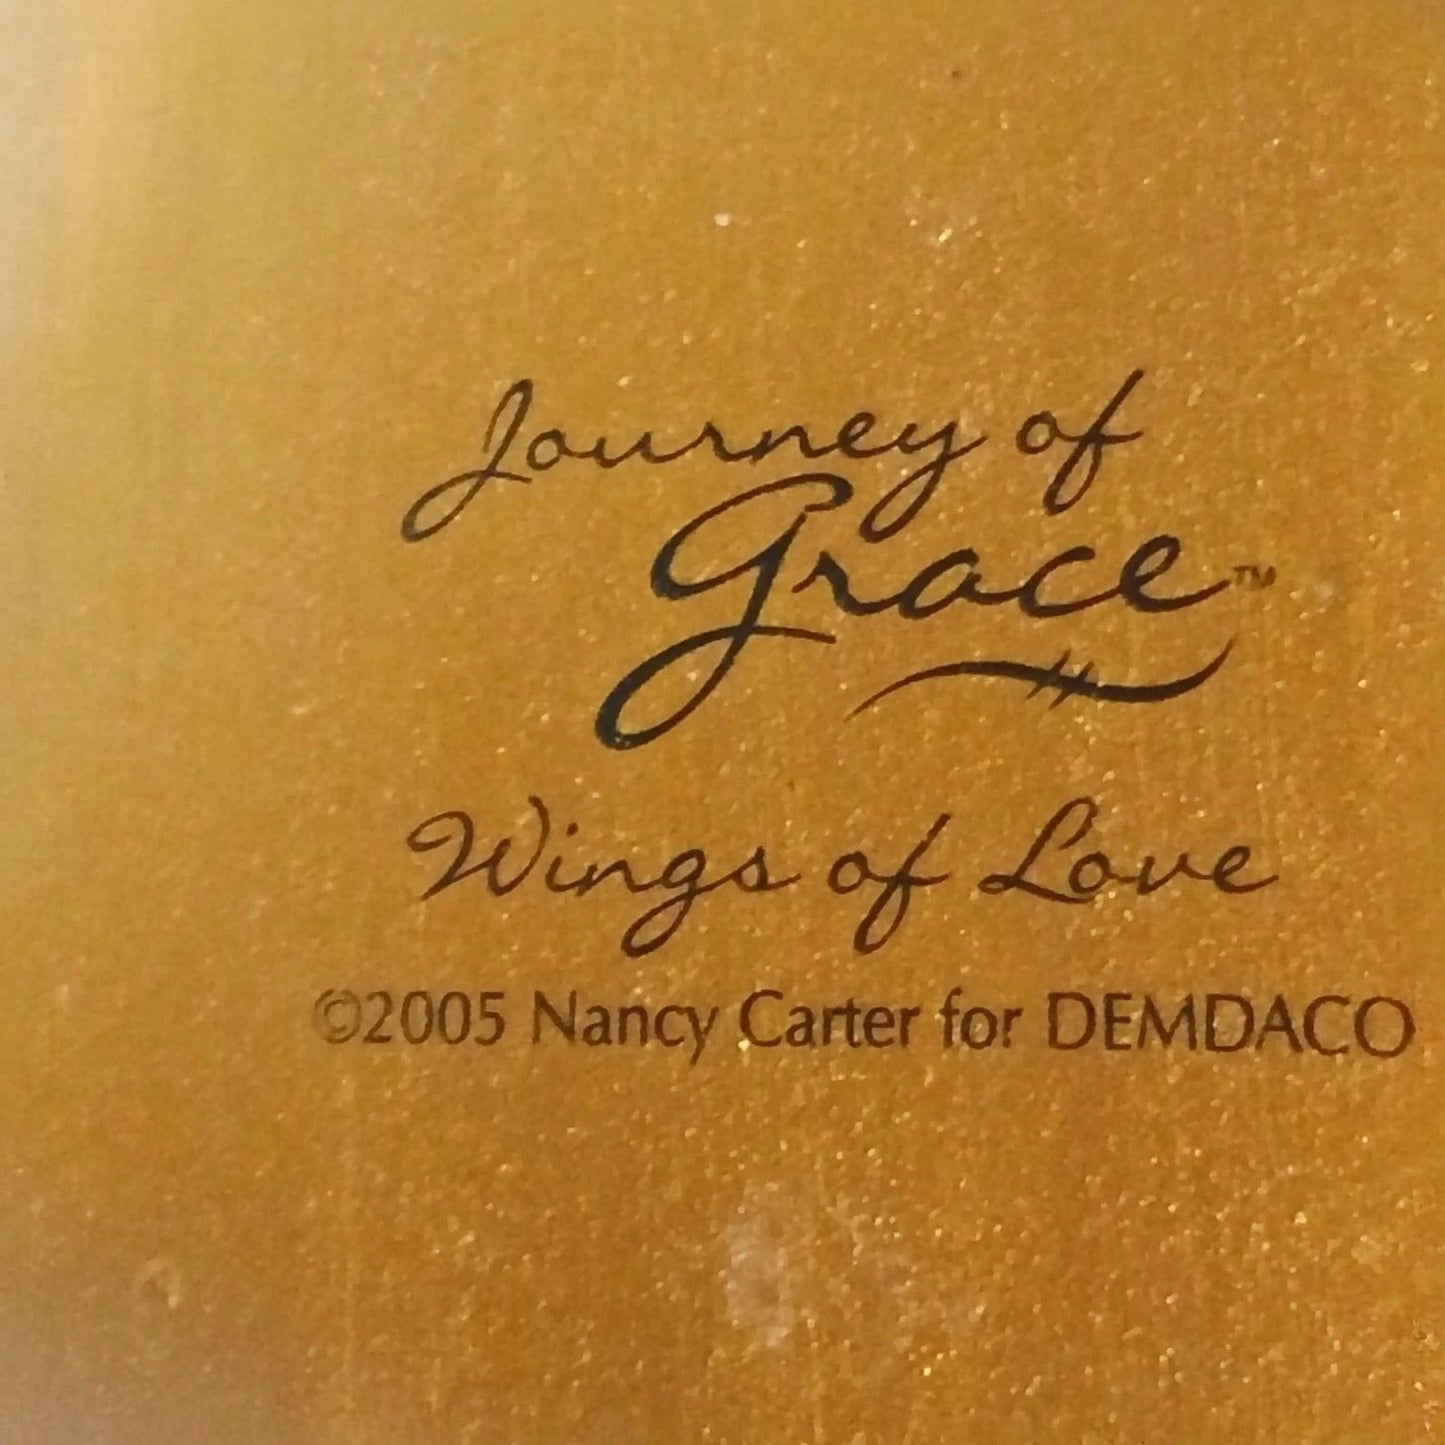 Journey of
Grace™
Wings of Love
©2005 Nancy Carter for DEMDACO